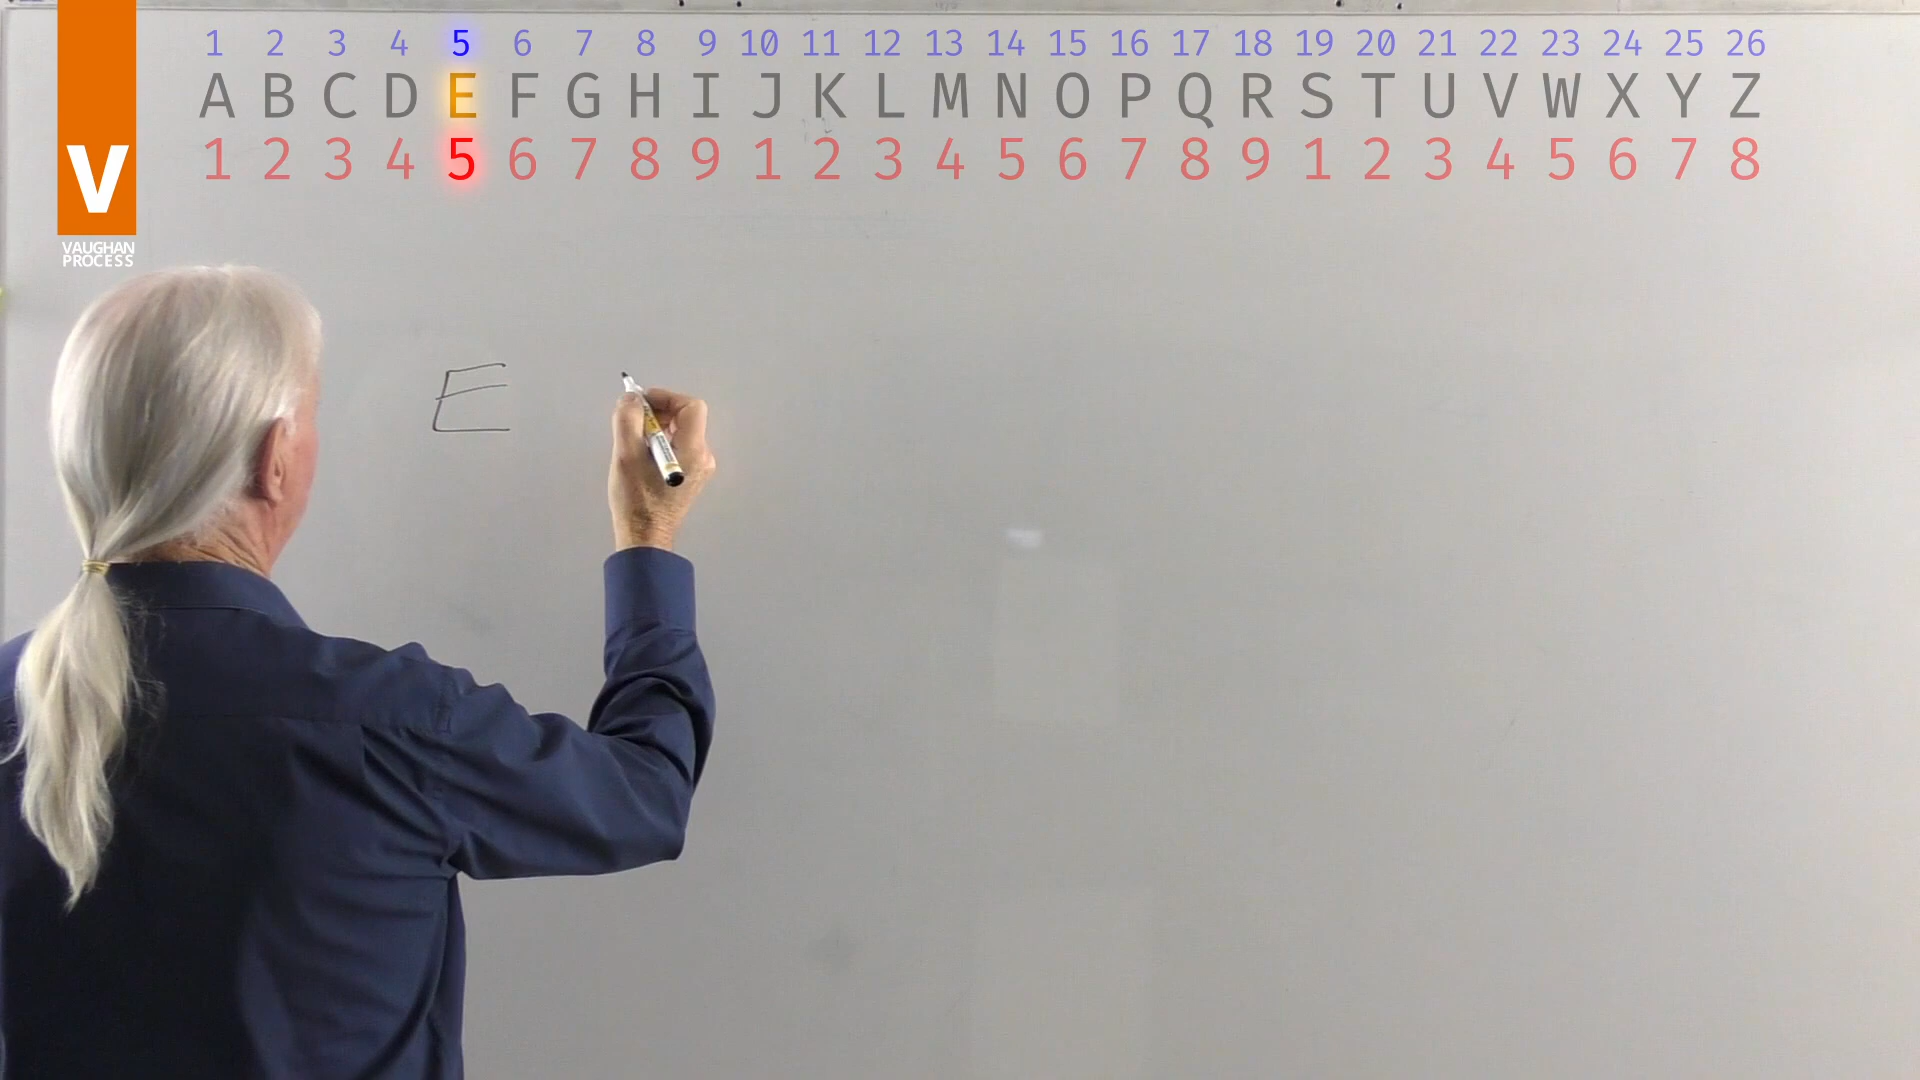 1 2 3 4 5 6 7 8 9 10 11 12 13 14 15 16 17 18 19 20 21 22 23 24 25 26
A B C D E F G H I J K L M N O P Q R S T U V W X Y Z
1 2 3 4 5 6 7 8 9 1 2 3 4 5 6 7 8 9 1 2 3 4 5 6 7 8
V
VAUGHAN
PROCESS
E